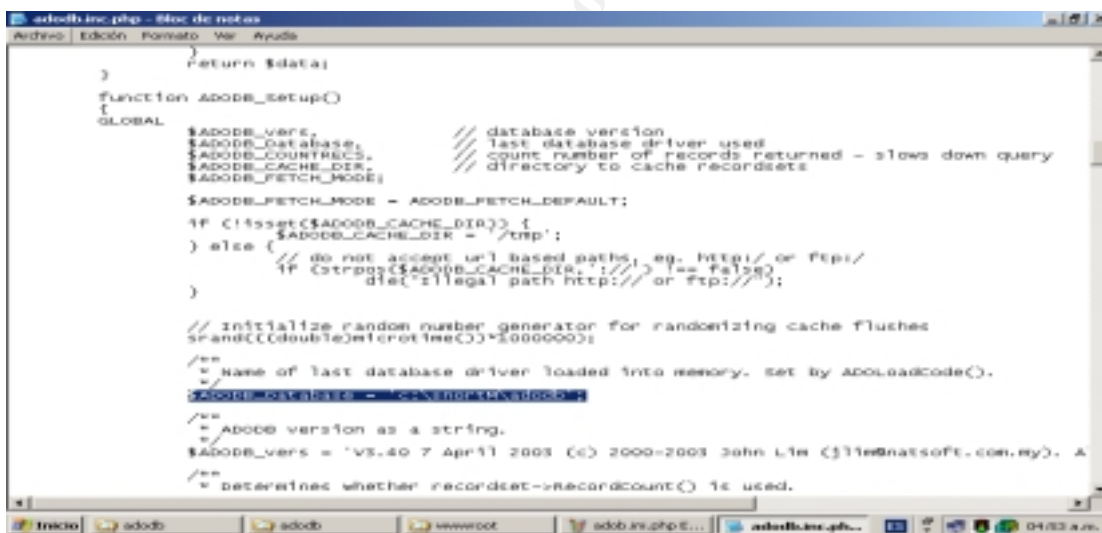 adodb.inc.php - Bloc de notas
Archivo Edición Formato Ver Ayuda
}
return $data;
}
function ADODB_Setup()
{
GLOBAL
$ADODB_vers, // database version
$ADODB_Database, // last database driver used
$ADODB_COUNTRECS, // count number of records returned - slows down query
$ADODB_CACHE_DIR, // directory to cache recordsets
$ADODB_FETCH_MODE;
$ADODB_FETCH_MODE = ADODB_FETCH_DEFAULT;
if (!isset($ADODB_CACHE_DIR)) {
$ADODB_CACHE_DIR = '/tmp';
} else {
// do not accept url based paths, eg. http:/ or ftp:/
if (strpos($ADODB_CACHE_DIR,'://') !== false)
die("Illegal path http:// or ftp://");
}
// Initialize random number generator for randomizing cache flushes
srand(((double)microtime())*1000000);
/**
* Name of last database driver loaded into memory. Set by ADOLoadCode().
*/
$ADODB_Database = 'c:\snortM\adodb';
/**
* ADODB version as a string.
*/
$ADODB_vers = 'V3.40 7 April 2003 (c) 2000-2003 John Lim (jlim@natsoft.com.my). A
/**
* Determines whether recordset->RecordCount() is used.
Inicio adodb adodb wwwroot adodb.inc.php... ES a.m.